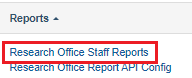 Reports
Research Office Staff Reports
Research Office Report API Config